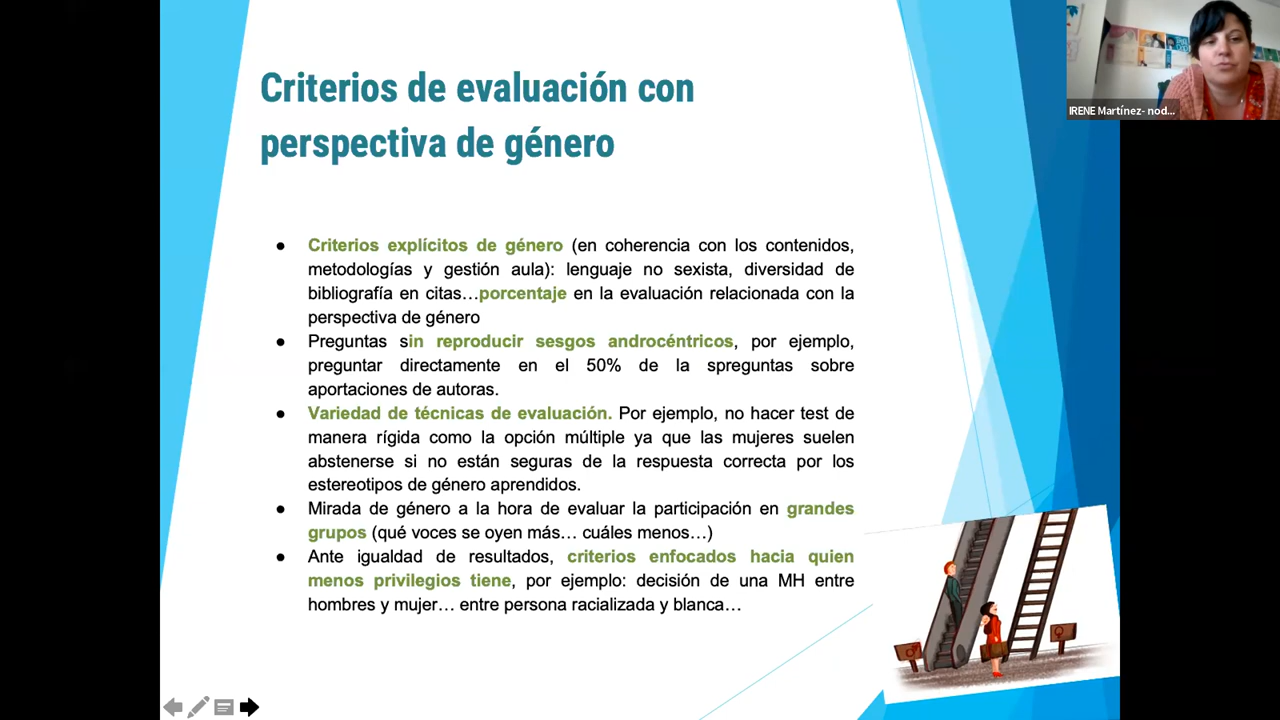 Criterios de evaluación con
perspectiva de género
● Criterios explícitos de género (en coherencia con los contenidos,
metodologías y gestión aula): lenguaje no sexista, diversidad de
bibliografía en citas…porcentaje en la evaluación relacionada con la
perspectiva de género
● Preguntas sin reproducir sesgos androcéntricos, por ejemplo,
preguntar directamente en el 50% de la spreguntas sobre
aportaciones de autoras.
● Variedad de técnicas de evaluación. Por ejemplo, no hacer test de
manera rígida como la opción múltiple ya que las mujeres suelen
abstenerse si no están seguras de la respuesta correcta por los
estereotipos de género aprendidos.
● Mirada de género a la hora de evaluar la participación en grandes
grupos (qué voces se oyen más… cuáles menos…)
● Ante igualdad de resultados, criterios enfocados hacia quien
menos privilegios tiene, por ejemplo: decisión de una MH entre
hombres y mujer… entre persona racializada y blanca…
IRENE Martínez- nod...